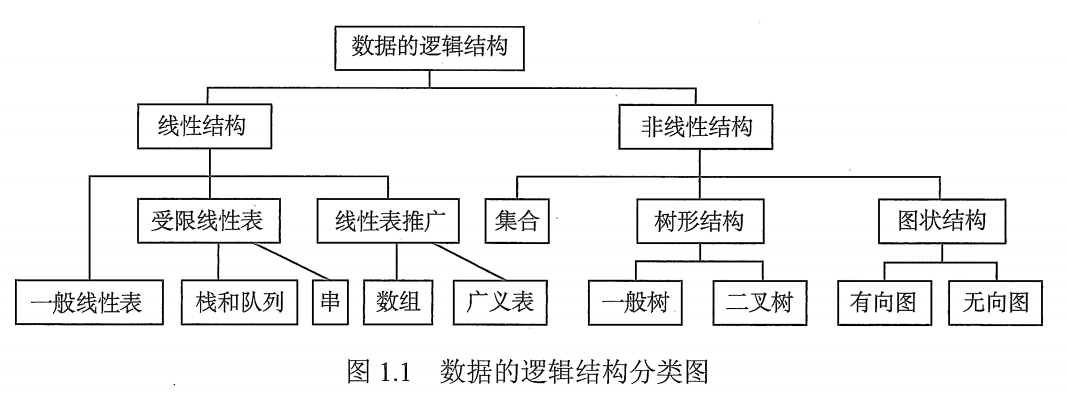 数据的逻辑结构
线性结构
非线性结构
受限线性表
线性表推广
集合
树形结构
图状结构
一般线性表
栈和队列
串
数组
广义表
一般树
二叉树
有向图
无向图
图 1.1 数据的逻辑结构分类图